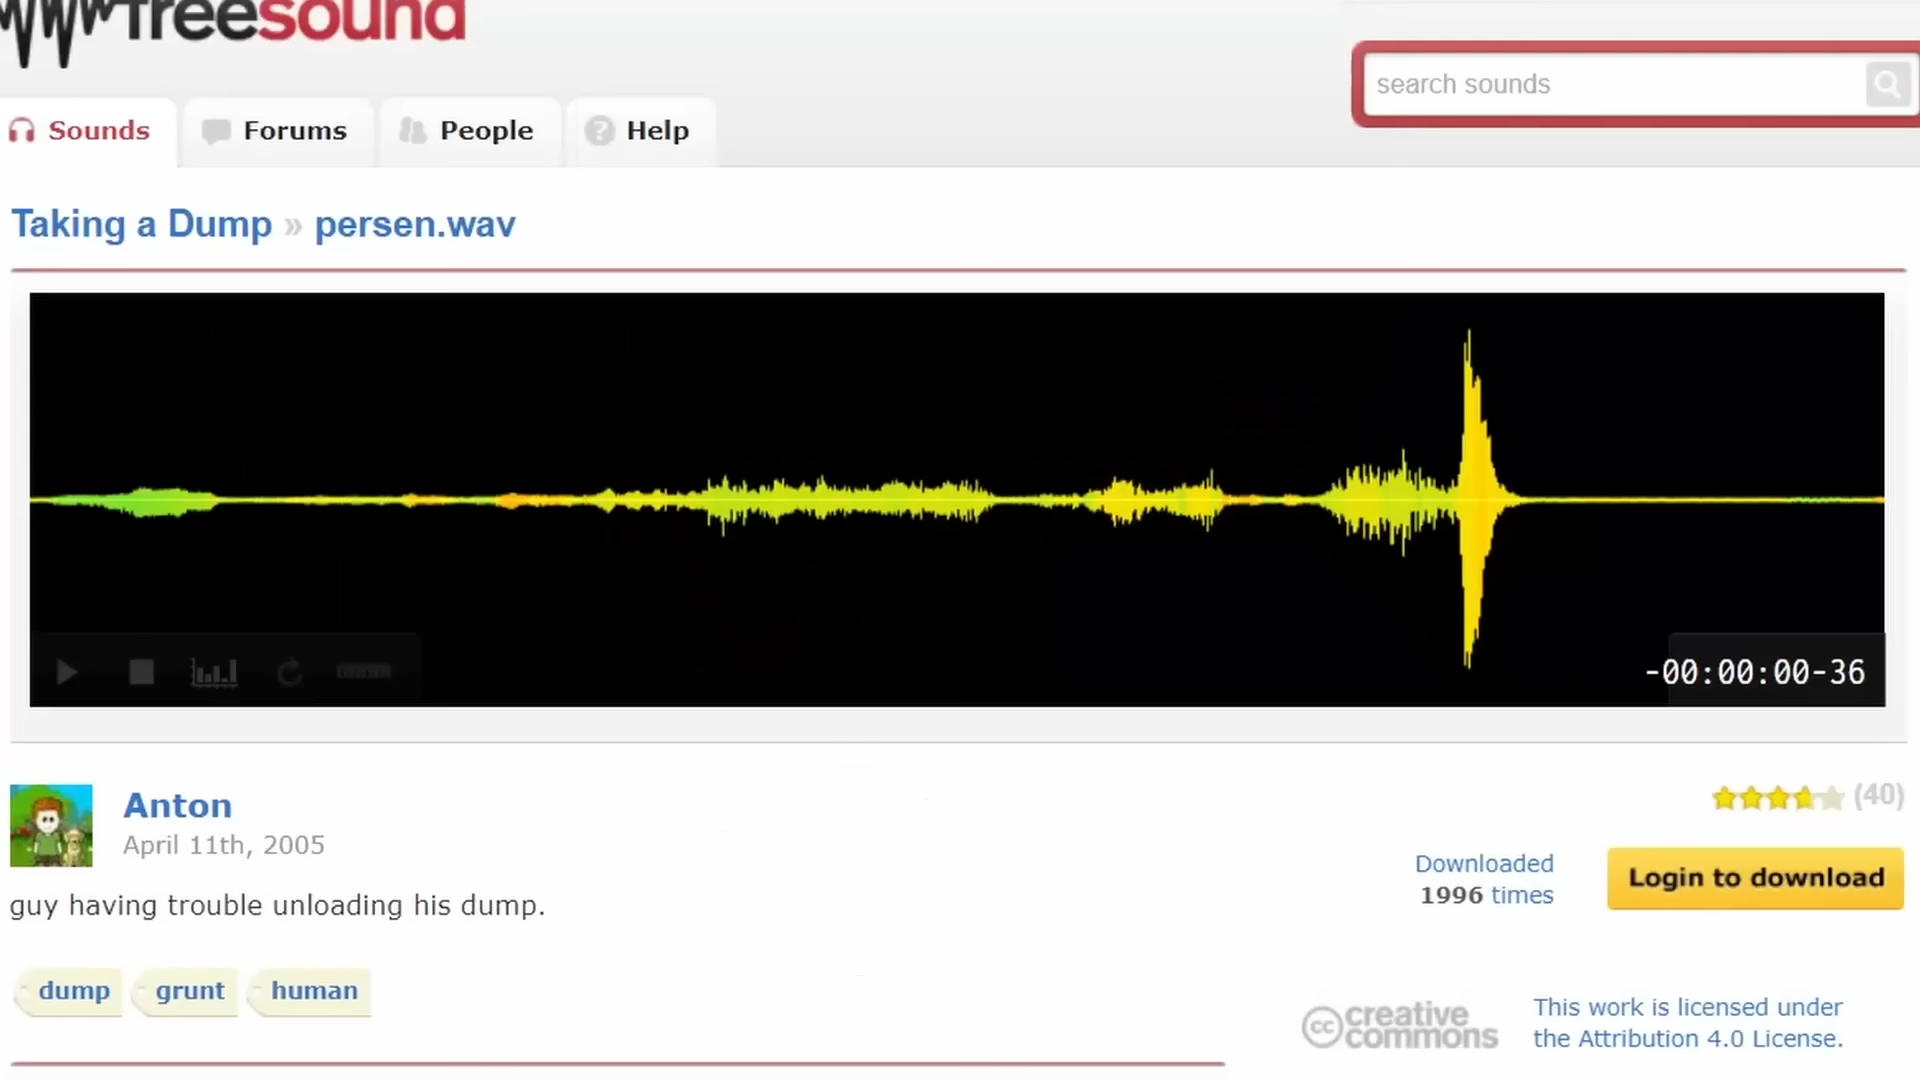 freesound
search sounds
Sounds
Forums
People
Help
Taking a Dump » persen.wav
-00:00:00-36
Anton
April 11th, 2005
(40)
Downloaded
1996 times
Login to download
guy having trouble unloading his dump.
dump
grunt
human
cc creative commons
This work is licensed under
the Attribution 4.0 License.